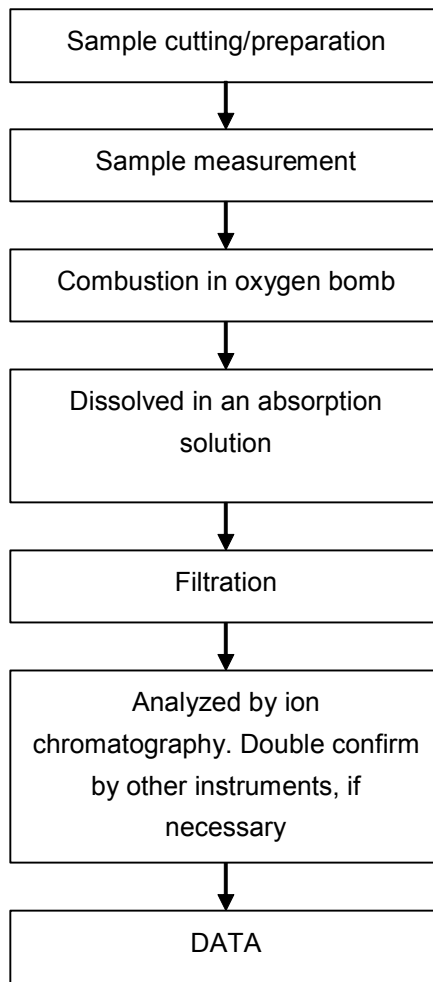 Sample cutting/preparation
Sample measurement
Combustion in oxygen bomb
Dissolved in an absorption
solution
Filtration
Analyzed by ion
chromatography. Double confirm
by other instruments, if
necessary
DATA